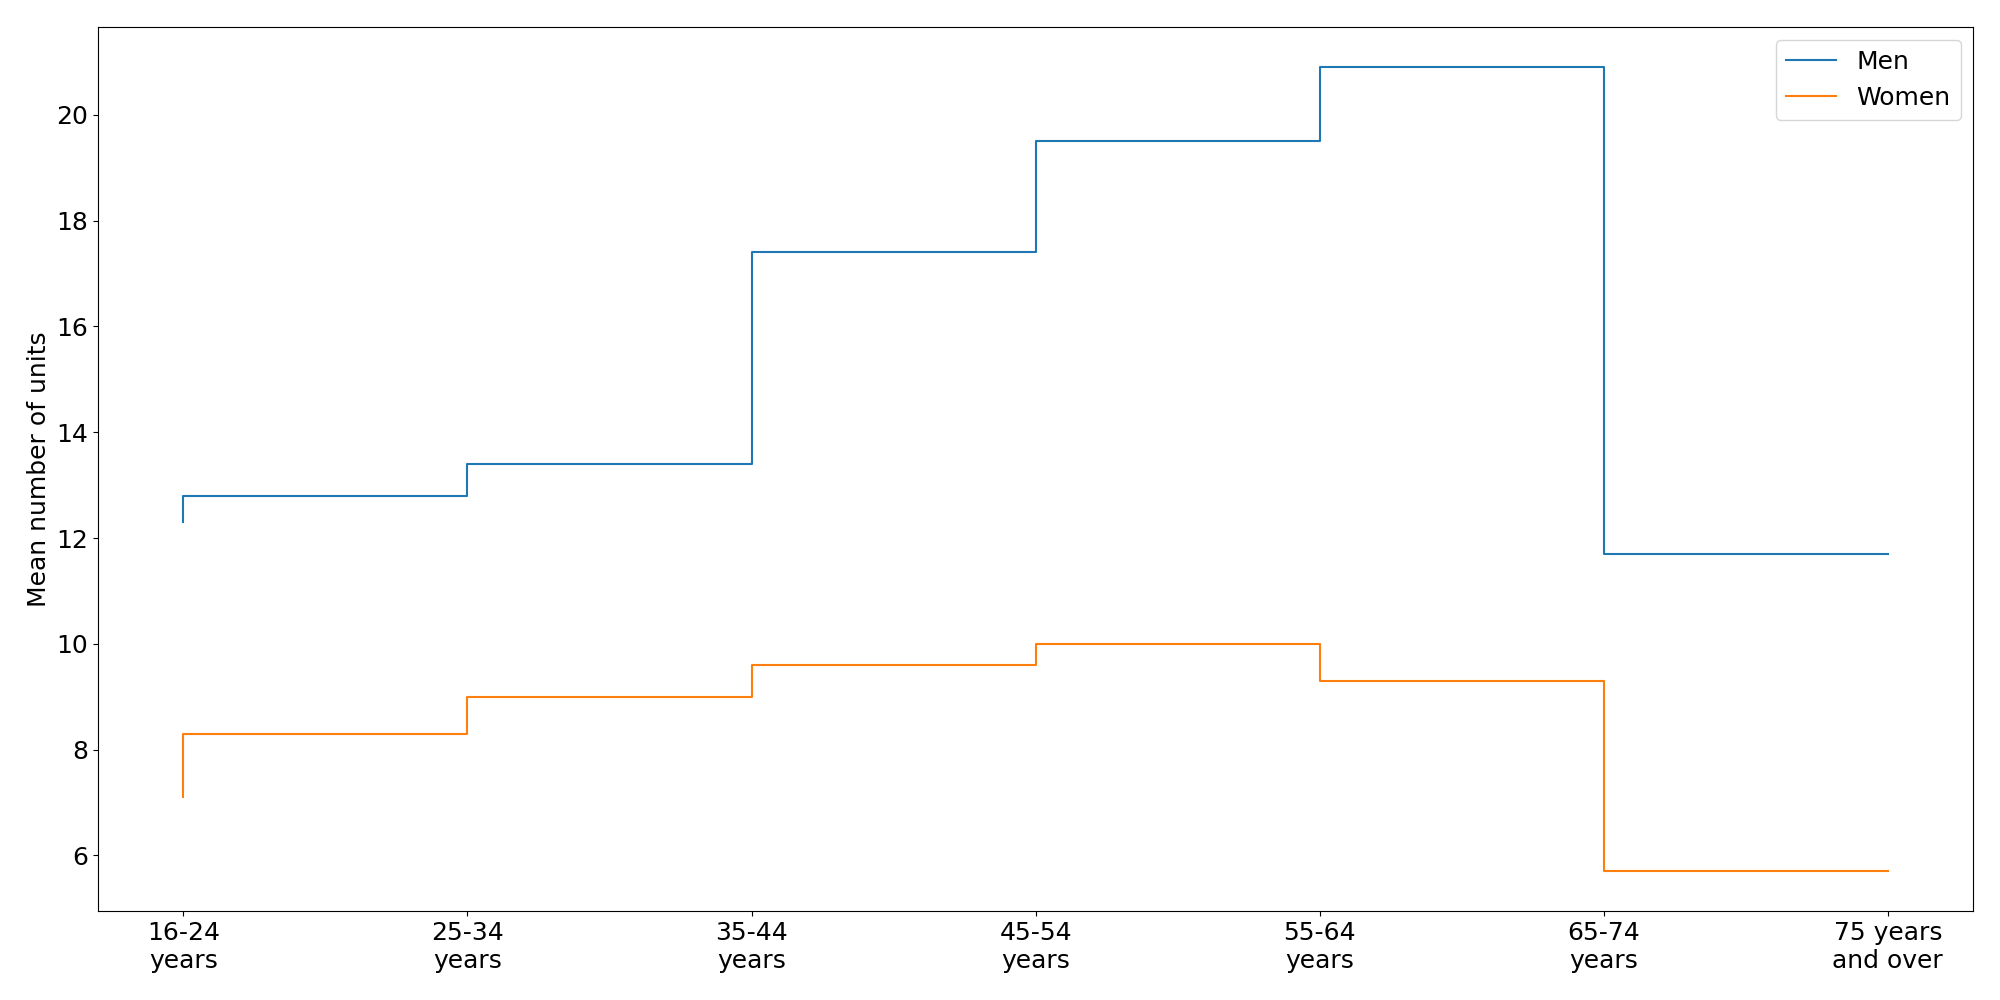 Men
Women
Mean number of units
20
18
16
14
12
10
8
6
16-24
years
25-34
years
35-44
years
45-54
years
55-64
years
65-74
years
75 years
and over